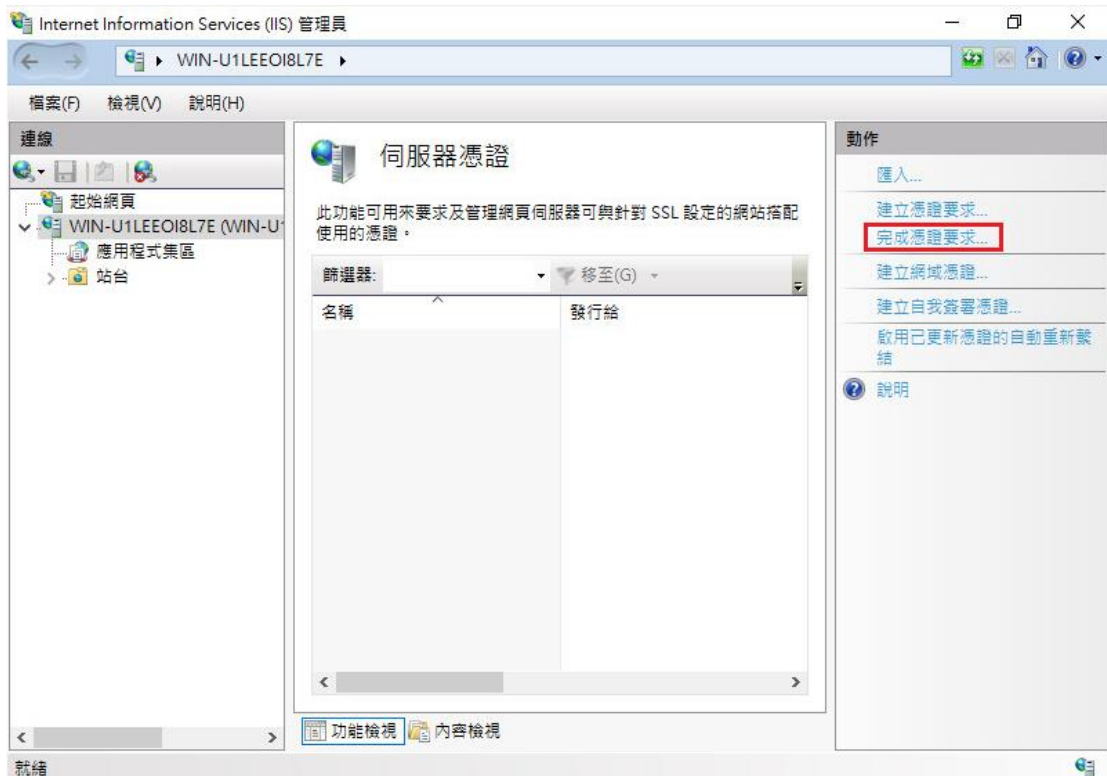 Internet Information Services (IIS) 管理員
WIN-U1LEEOI8L7E
檔案(F) 檢視(V) 說明(H)
連線
起始網頁
WIN-U1LEEOI8L7E (WIN-U1
應用程式集區
站台
伺服器憑證
此功能可用來要求及管理網頁伺服器可與針對 SSL 設定的網站搭配
使用的憑證。
篩選器: 移至(G)
名稱 發行給
功能檢視 內容檢視
動作
匯入...
建立憑證要求...
完成憑證要求...
建立網域憑證...
建立自我簽署憑證...
啟用已更新憑證的自動重新繫
結
說明
就緒